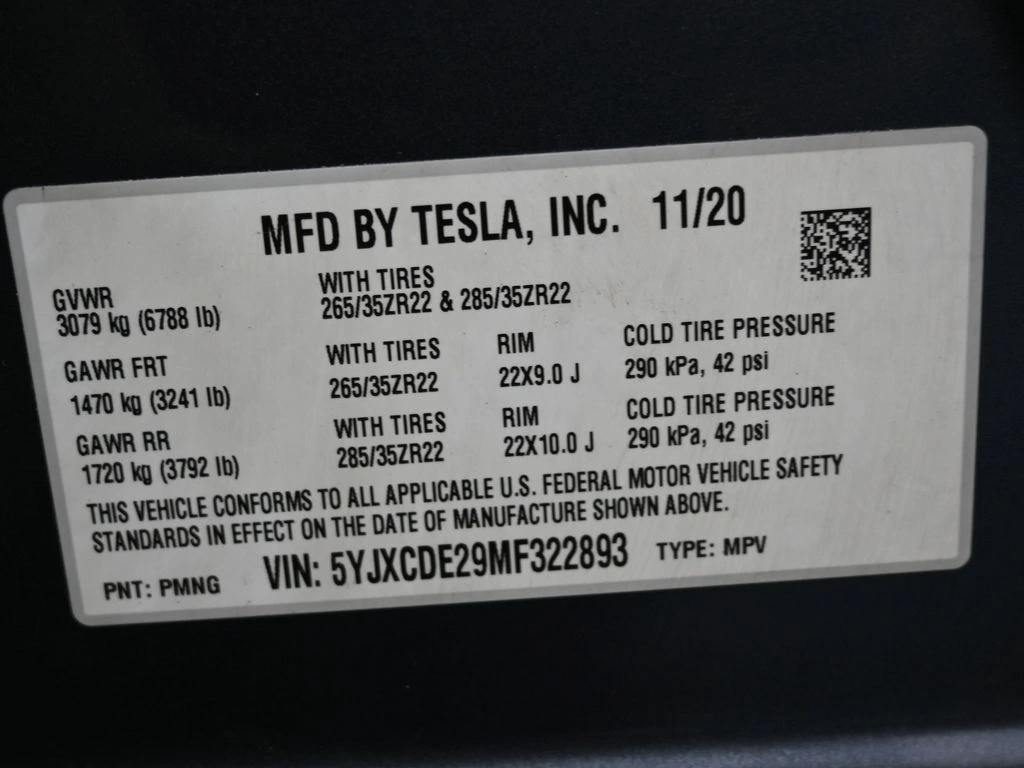 MFD BY TESLA, INC. 11/20
GVWR
3079 kg (6788 lb)
WITH TIRES
265/35ZR22 & 285/35ZR22
GAWR FRT
1470 kg (3241 lb)
WITH TIRES
265/35ZR22
RIM
22X9.0 J
COLD TIRE PRESSURE
290 kPa, 42 psi
GAWR RR
1720 kg (3792 lb)
WITH TIRES
285/35ZR22
RIM
22X10.0 J
COLD TIRE PRESSURE
290 kPa, 42 psi
THIS VEHICLE CONFORMS TO ALL APPLICABLE U.S. FEDERAL MOTOR VEHICLE SAFETY
STANDARDS IN EFFECT ON THE DATE OF MANUFACTURE SHOWN ABOVE.
PNT: PMNG VIN: 5YJXCDE29MF322893 TYPE: MPV